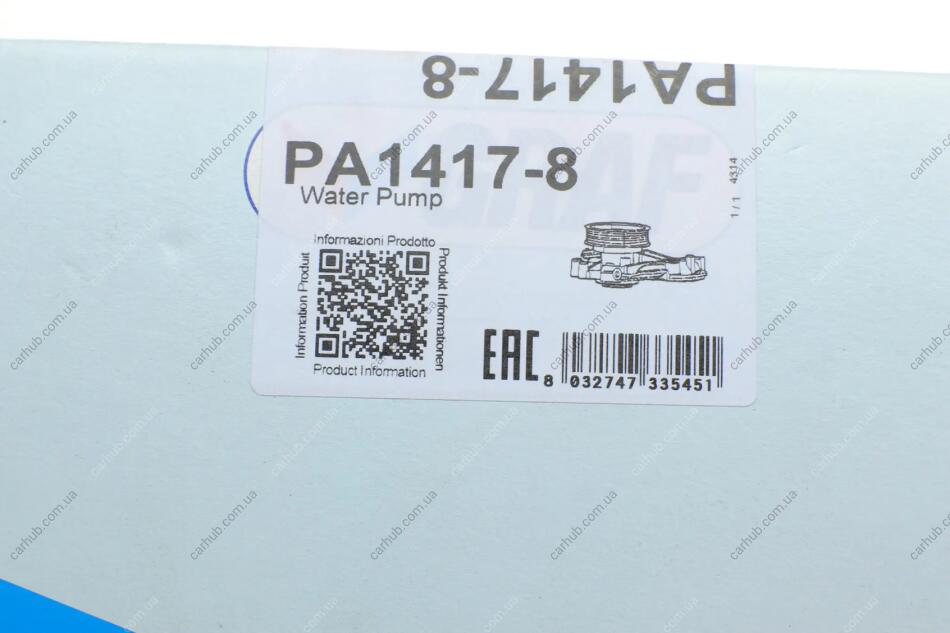 PA1417-8
GRAF
PA1417-8
Water Pump
1/1 4314
Informazioni Prodotto
Information Produit
Produkt Informationen
Product Information
EAC
8 032747 335451
carhub.com.ua